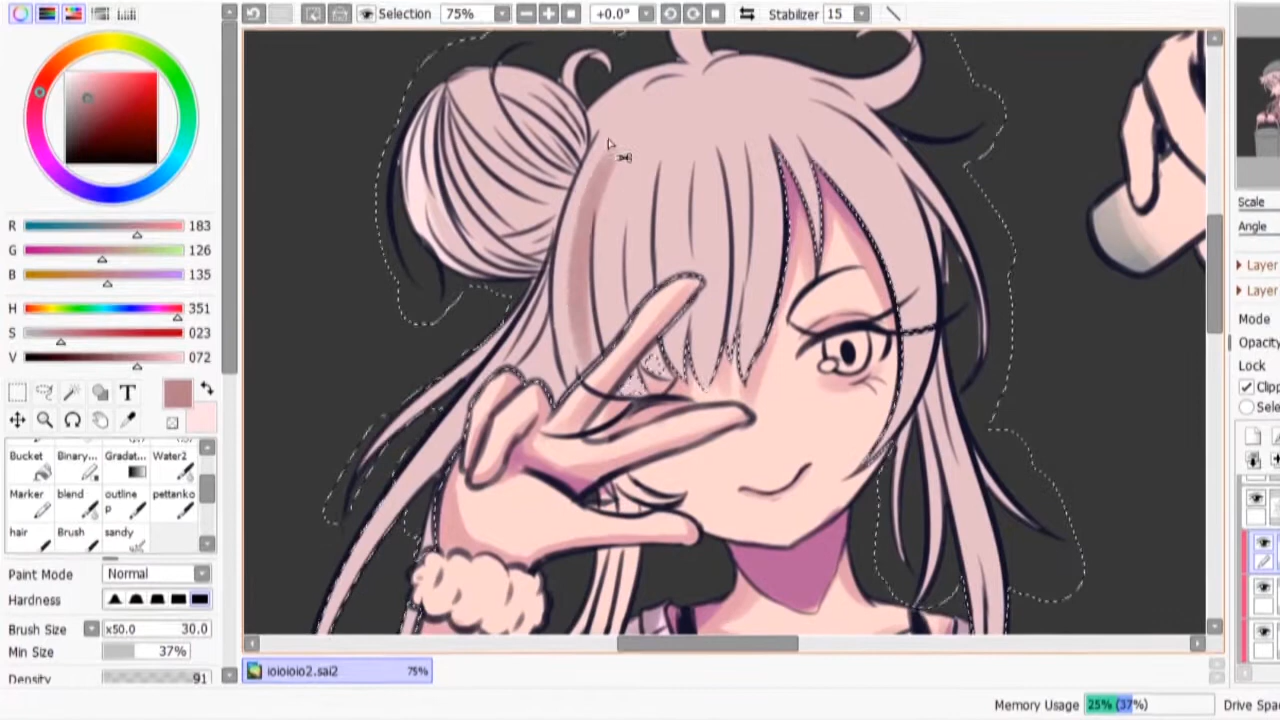 Selection 75% +0.0° Stabilizer 15
R 183
G 126
B 135
H 351
S 023
V 072
T
Bucket Binary... Gradat... Water2
Marker blend outline p pettanko
hair Brush sandy
Paint Mode Normal
Hardness
Brush Size x50.0 30.0
Min Size 37%
Density 91
ioioioio2.sai2 75%
Scale
Angle
Layer
Layer
Mode
Opacity
Lock
Clipp
Sele
Memory Usage 25% (37%) Drive Spa